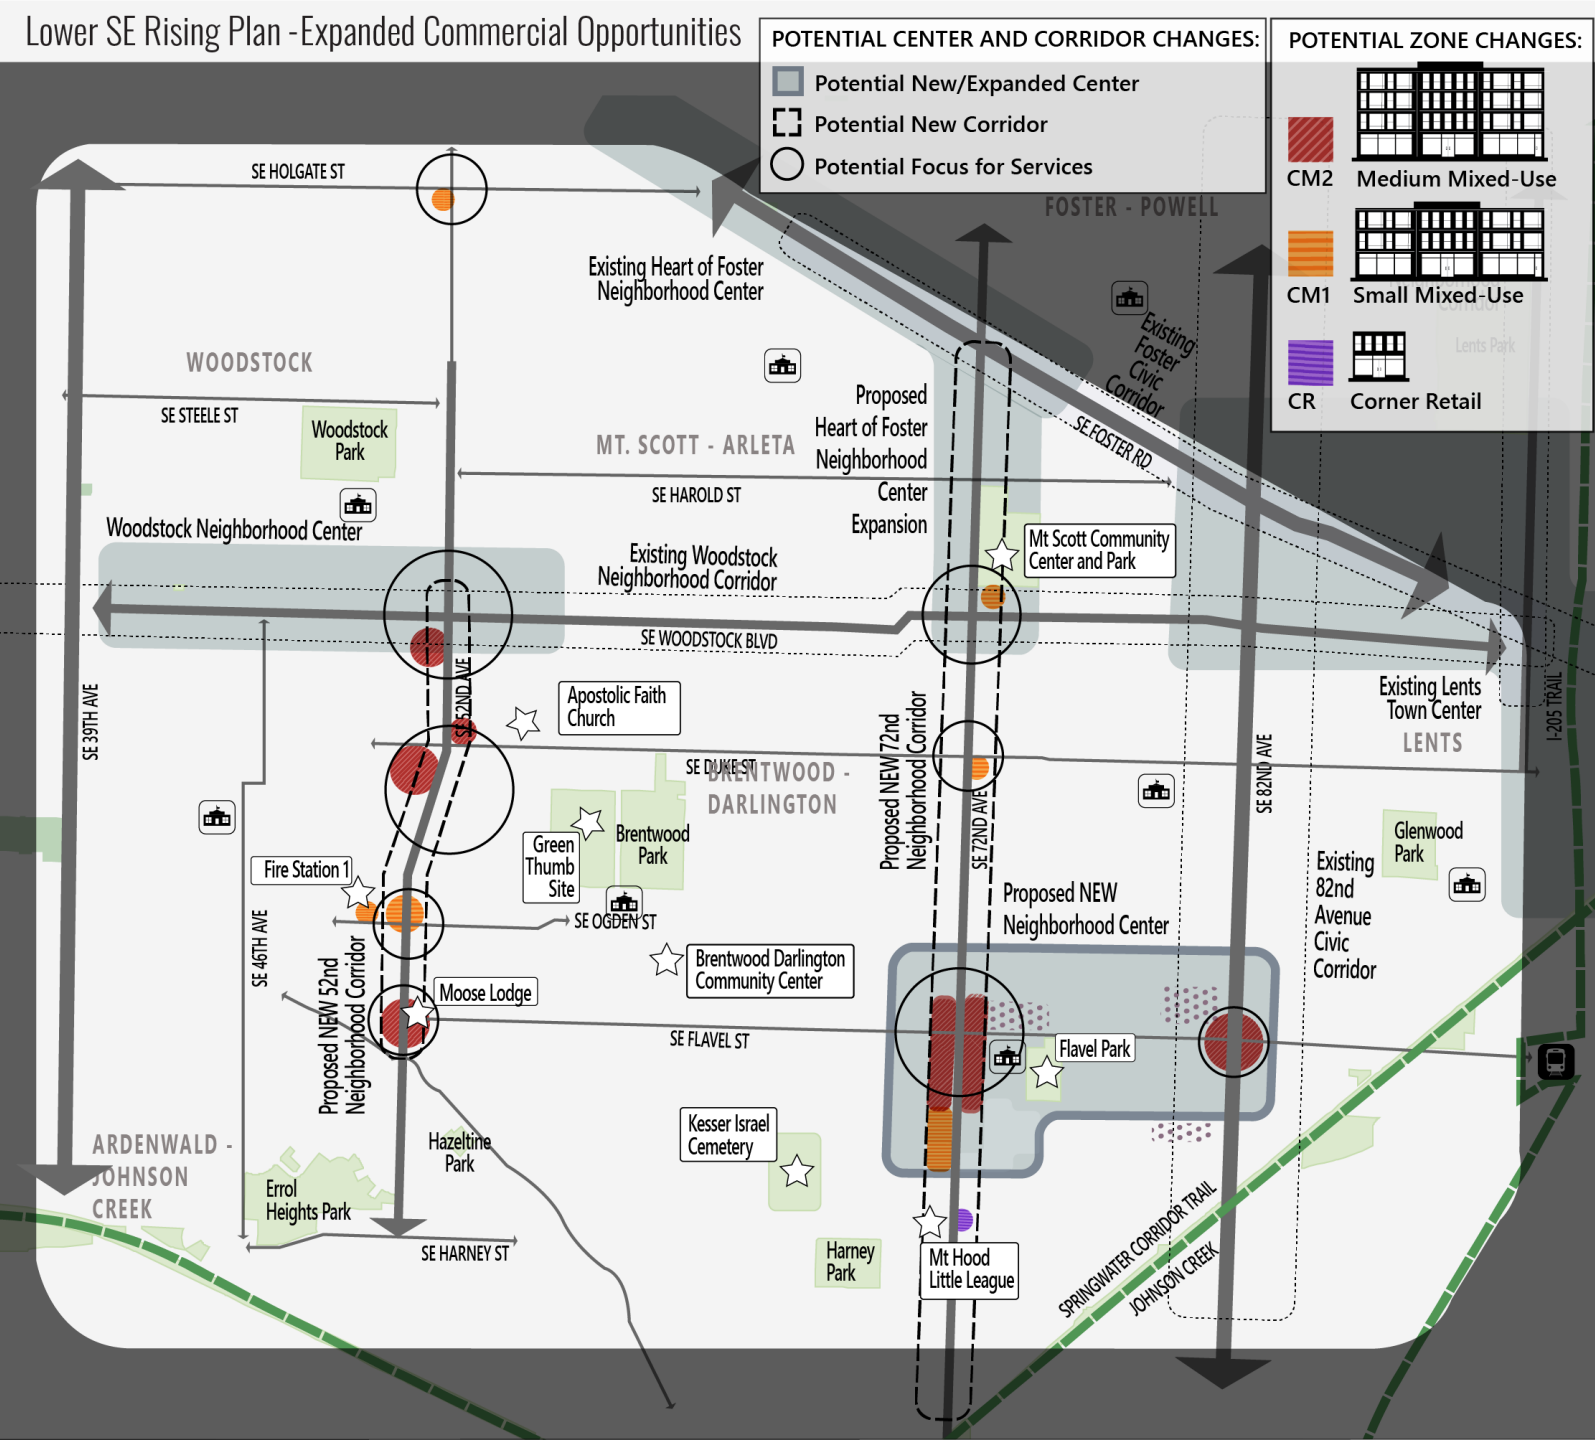 Lower SE Rising Plan -Expanded Commercial Opportunities
POTENTIAL CENTER AND CORRIDOR CHANGES:
Potential New/Expanded Center
Potential New Corridor
Potential Focus for Services
POTENTIAL ZONE CHANGES:
CM2
Medium Mixed-Use
CM1
Small Mixed-Use
CR
Corner Retail
Corridor
Lents Park
FOSTER - POWELL
SE HOLGATE ST
Existing Heart of Foster
Neighborhood Center
Existing
Foster
Civic
Corridor
WOODSTOCK
SE STEELE ST
Woodstock
Park
MT. SCOTT - ARLETA
SE HAROLD ST
Proposed
Heart of Foster
Neighborhood
Center
Expansion
SE FOSTER RD
Woodstock Neighborhood Center
Existing Woodstock
Neighborhood Corridor
Mt Scott Community
Center and Park
SE WOODSTOCK BLVD
SE 39TH AVE
SE 52ND AVE
Apostolic Faith
Church
Existing Lents
Town Center
LENTS
I-205 TRAIL
SE DUKE ST
BRENTWOOD -
DARLINGTON
Proposed NEW 72nd
Neighborhood Corridor
SE 72ND AVE
SE 82ND AVE
Green
Thumb
Site
Brentwood
Park
Glenwood
Park
Fire Station 1
Existing
82nd
Avenue
Civic
Corridor
SE OGDEN ST
SE 46TH AVE
Proposed NEW
Neighborhood Center
Brentwood Darlington
Community Center
Proposed NEW 52nd
Neighborhood Corridor
Moose Lodge
SE FLAVEL ST
Flavel Park
Kesser Israel
Cemetery
Hazeltine
Park
ARDENWALD -
JOHNSON
CREEK
Errol
Heights Park
SE HARNEY ST
Harney
Park
Mt Hood
Little League
SPRINGWATER CORRIDOR TRAIL
JOHNSON CREEK